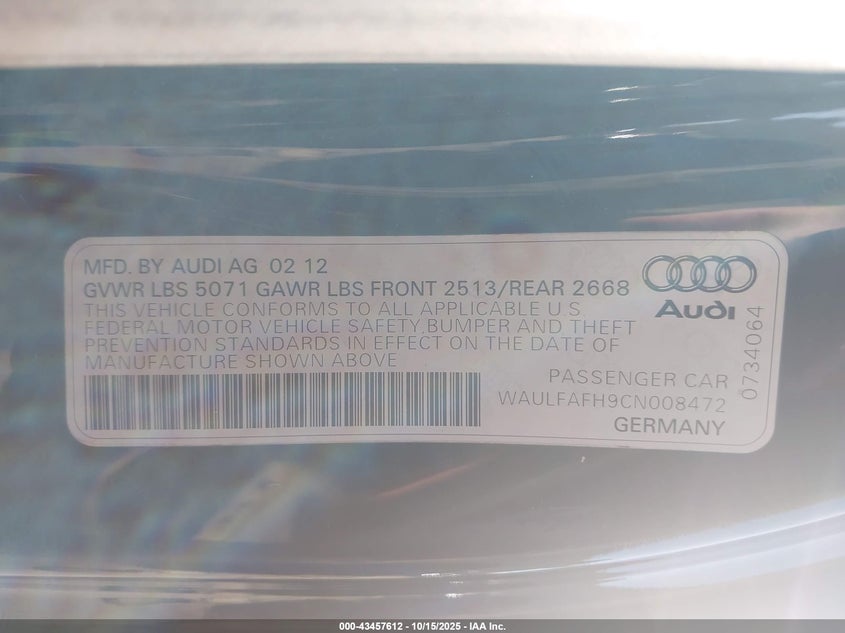 MFD. BY AUDI AG 02 12
GVWR LBS 5071 GAWR LBS FRONT 2513/REAR 2668
THIS VEHICLE CONFORMS TO ALL APPLICABLE U.S.
FEDERAL MOTOR VEHICLE SAFETY,BUMPER AND THEFT
PREVENTION STANDARDS IN EFFECT ON THE DATE OF
MANUFACTURE SHOWN ABOVE
Audi
0734064
PASSENGER CAR
WAULFAFH9CN008472
GERMANY
000-43457612 - 10/15/2025 - IAA Inc.